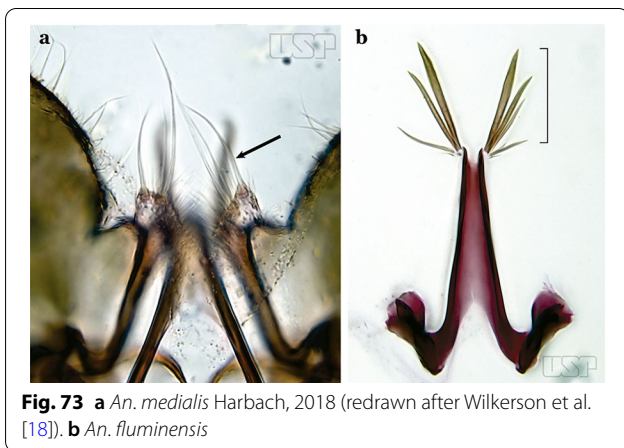 a
USP
b
USP
Fig. 73 a An. medialis Harbach, 2018 (redrawn after Wilkerson et al.
[18]). b An. fluminensis